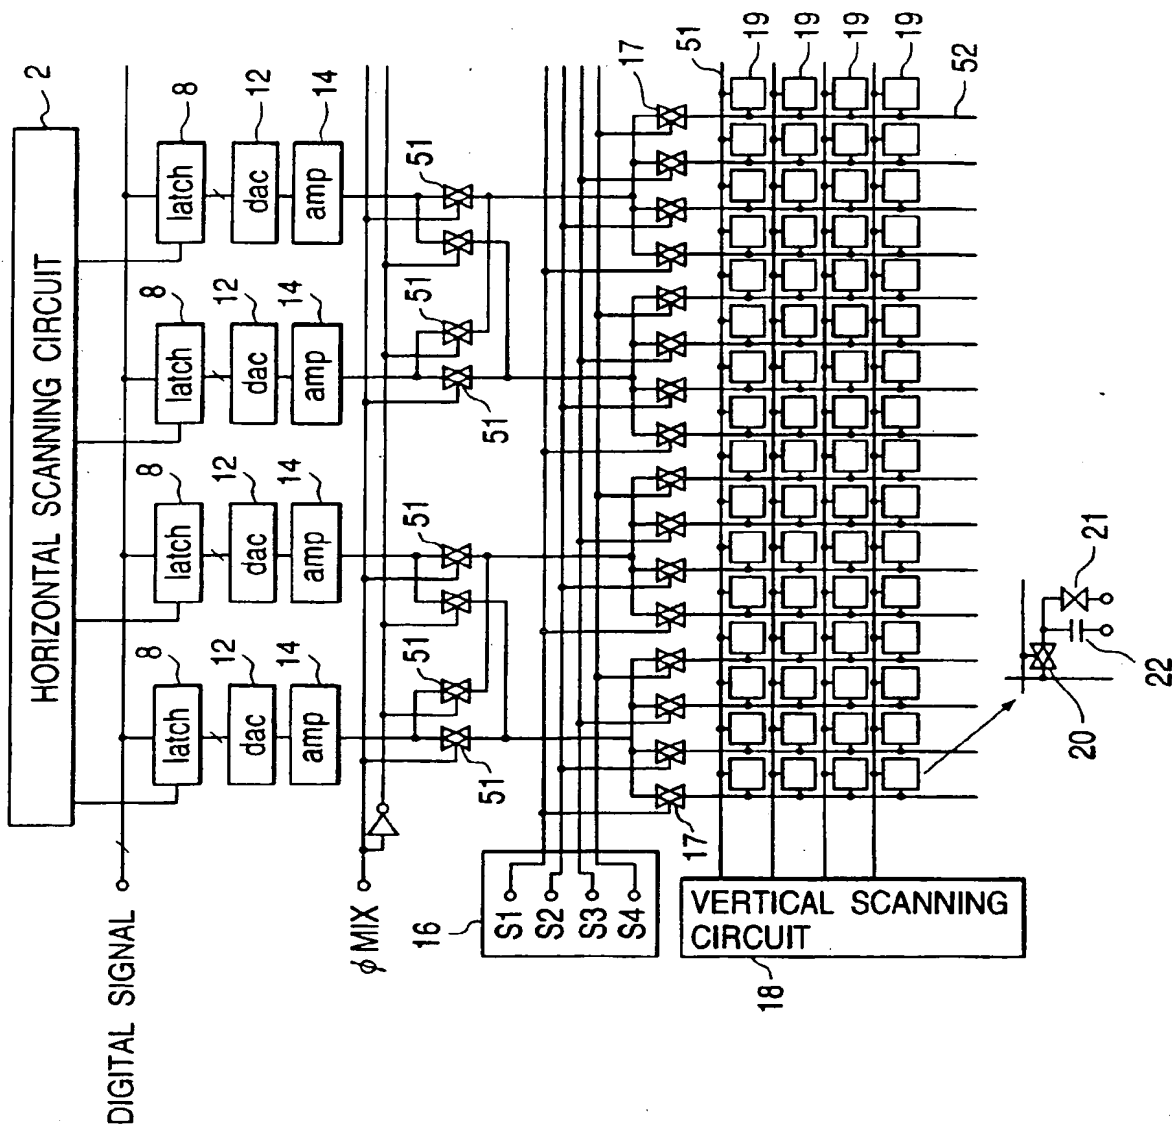 HORIZONTAL SCANNING CIRCUIT
2
DIGITAL SIGNAL
8
8
8
8
latch
latch
latch
latch
12
12
12
12
dac
dac
dac
dac
14
14
14
14
amp
amp
amp
amp
φMIX
51
51
51
51
51
51
16
S1
S2
S3
S4
17
17
51
19
19
19
19
52
VERTICAL SCANNING
CIRCUIT
18
20
21
22